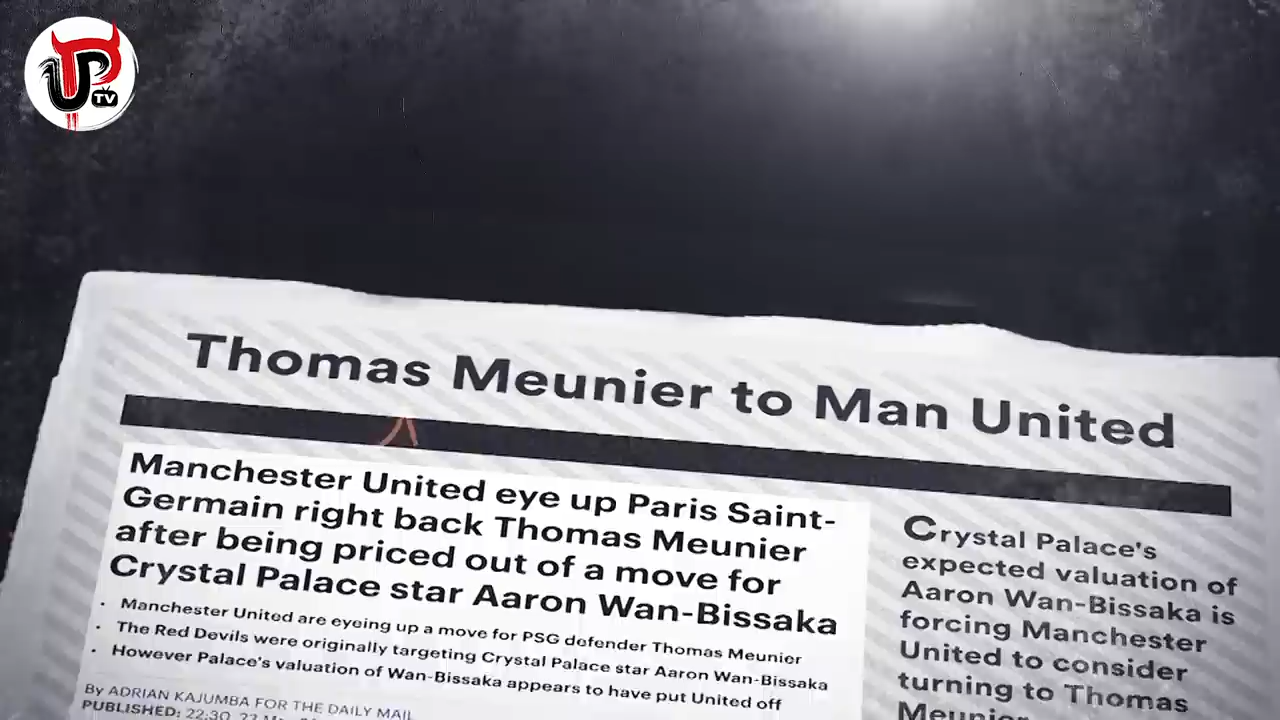 UP
TV
Thomas Meunier to Man United
Manchester United eye up Paris Saint-
Germain right back Thomas Meunier
after being priced out of a move for
Crystal Palace star Aaron Wan-Bissaka
• Manchester United are eyeing up a move for PSG defender Thomas Meunier
• The Red Devils were originally targeting Crystal Palace star Aaron Wan-Bissaka
• However Palace's valuation of Wan-Bissaka appears to have put United off
By ADRIAN KAJUMBA FOR THE DAILY MAIL
PUBLISHED: 22:30, 22
Crystal Palace's
expected valuation of
Aaron Wan-Bissaka is
forcing Manchester
United to consider
turning to Thomas
Meunier